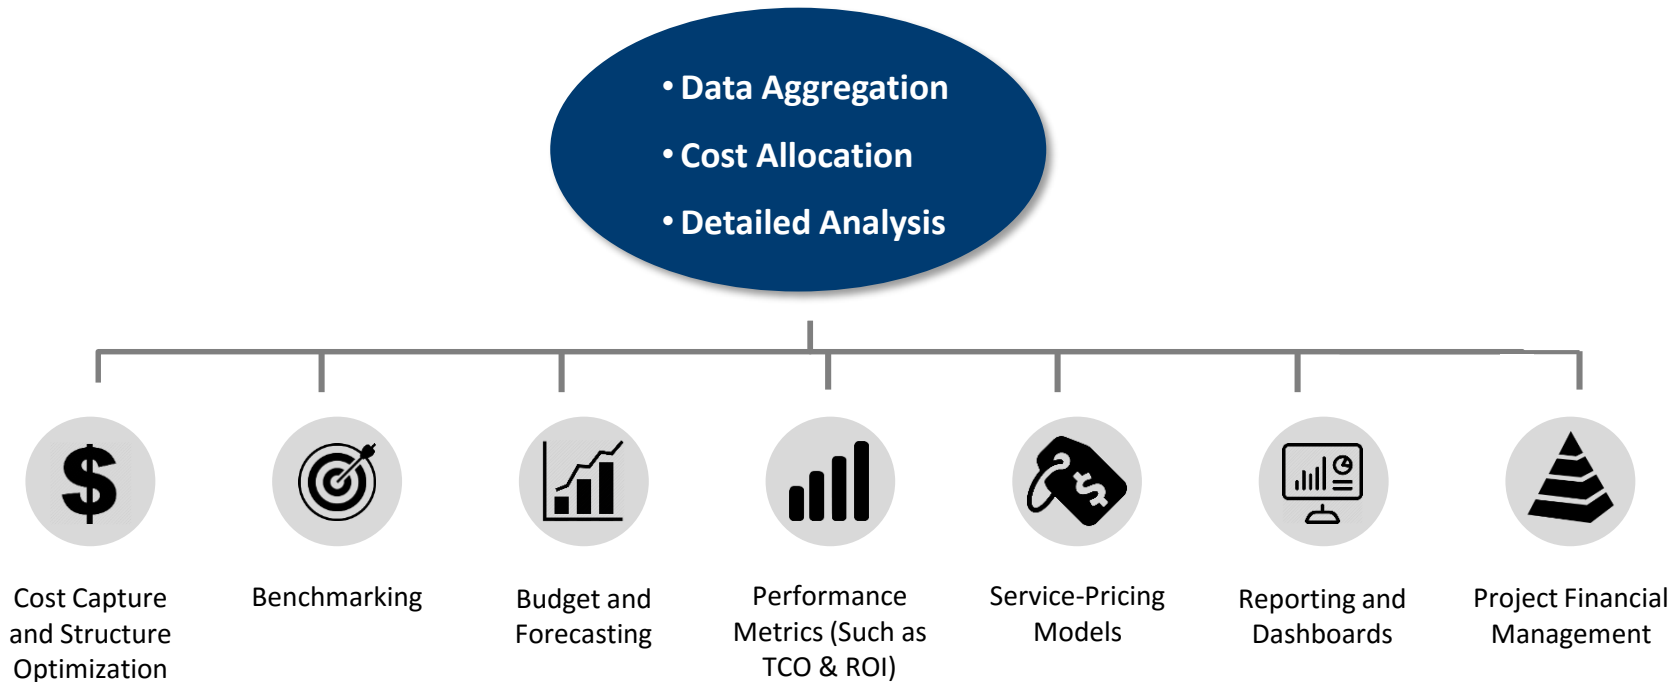 • Data Aggregation
• Cost Allocation
• Detailed Analysis
$
$
Cost Capture
and Structure
Optimization
Benchmarking
Budget and
Forecasting
Performance
Metrics (Such as
TCO & ROI)
Service-Pricing
Models
Reporting and
Dashboards
Project Financial
Management